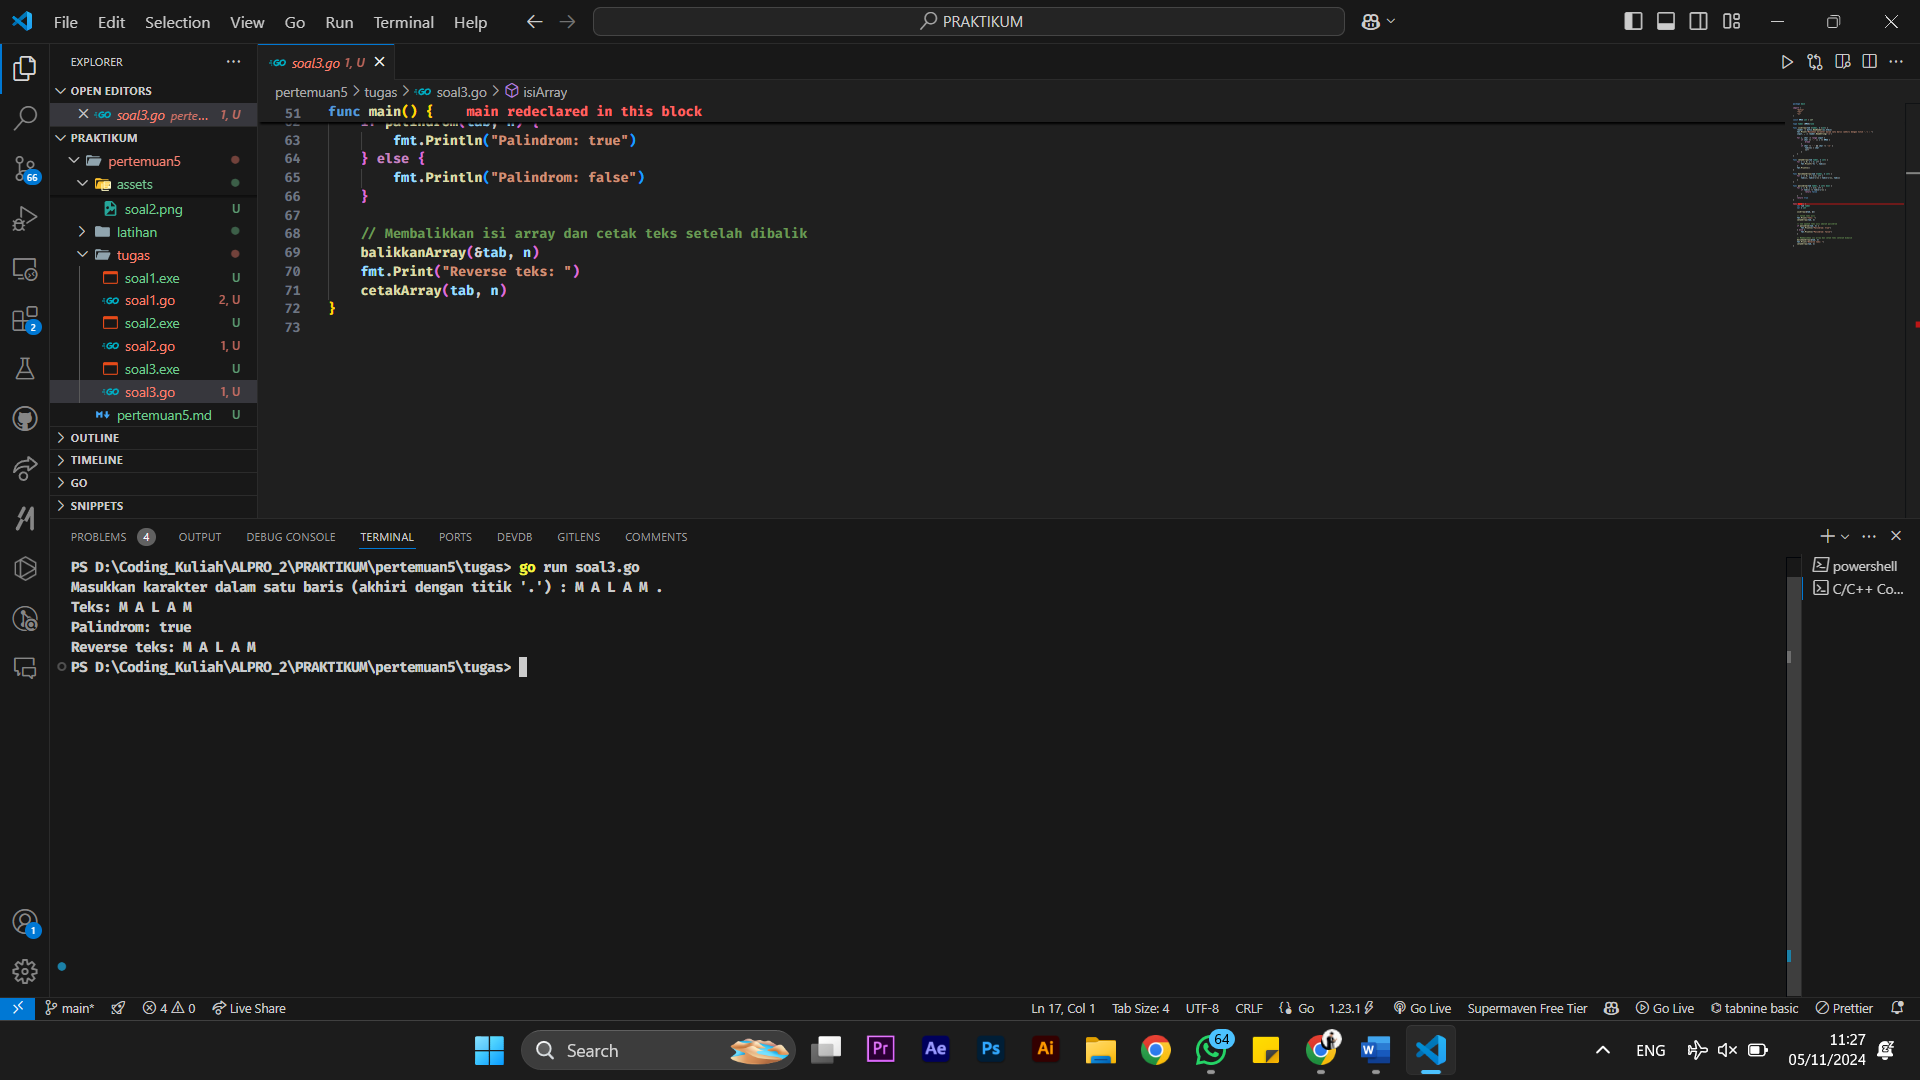 File Edit Selection View Go Run Terminal Help
PRAKTIKUM
EXPLORER
OPEN EDITORS
soal3.go perte... 1, U
PRAKTIKUM
pertemuan5
assets
soal2.png U
latihan
tugas
soal1.exe U
soal1.go 2, U
soal2.exe U
soal2.go 1, U
soal3.exe U
soal3.go 1, U
pertemuan5.md U
OUTLINE
TIMELINE
GO
SNIPPETS
66
2
1
soal3.go 1, U
pertemuan5 > tugas > soal3.go > isiArray
51 func main() { main redeclared in this block
63 fmt.Println("Palindrom: true")
64 } else {
65 fmt.Println("Palindrom: false")
66 }
67
68 // Membalikkan isi array dan cetak teks setelah dibalik
69 balikkanArray(&tab, n)
70 fmt.Print("Reverse teks: ")
71 cetakArray(tab, n)
72 }
73
PROBLEMS 4 OUTPUT DEBUG CONSOLE TERMINAL PORTS DEVDB GITLENS COMMENTS
PS D:\Coding_Kuliah\ALPRO_2\PRAKTIKUM\pertemuan5\tugas> go run soal3.go
Masukkan karakter dalam satu baris (akhiri dengan titik '.') : M A L A M .
Teks: M A L A M
Palindrom: true
Reverse teks: M A L A M
PS D:\Coding_Kuliah\ALPRO_2\PRAKTIKUM\pertemuan5\tugas>
powershell
C/C++ Co...
main* 4 0 Live Share
Ln 17, Col 1 Tab Size: 4 UTF-8 CRLF {} Go 1.23.1 Go Live Supermaven Free Tier Go Live tabnine basic Prettier
Search
Pr Ae Ps Ai
64
W
ENG
11:27
05/11/2024